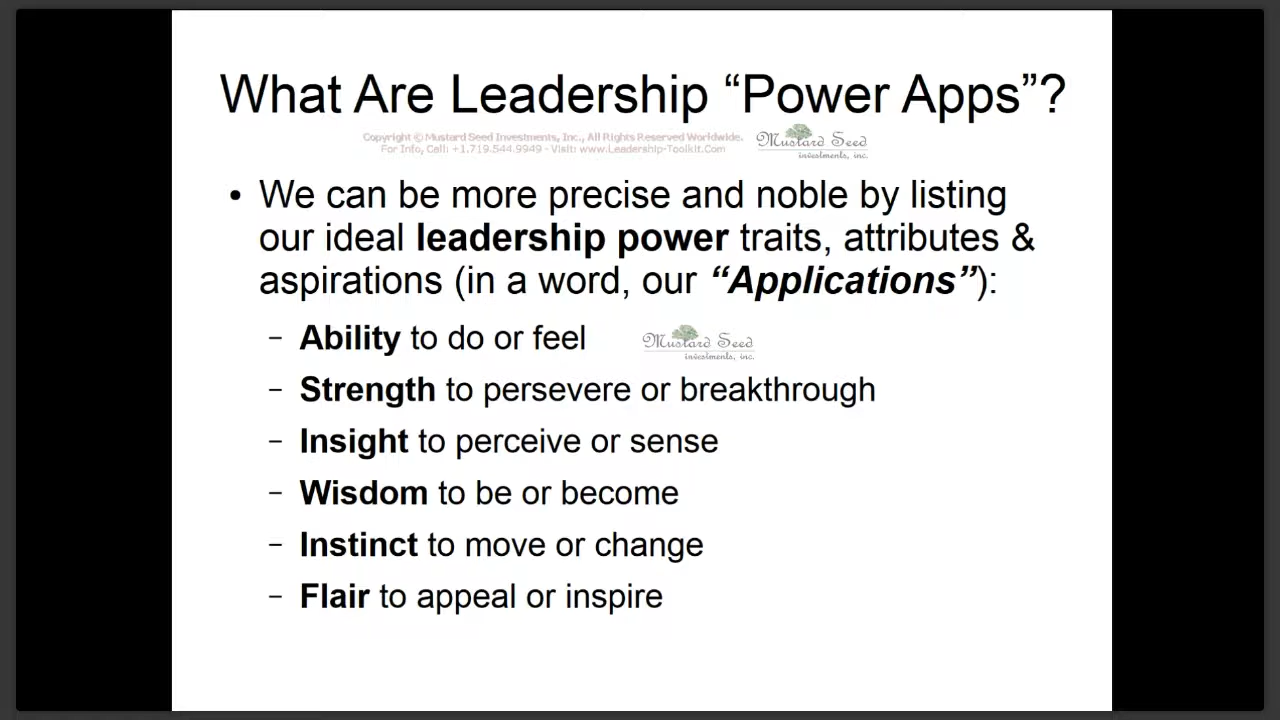 What Are Leadership “Power Apps”?
Copyright © Mustard Seed Investments, Inc., All Rights Reserved Worldwide.
For Info, Call: +1.719.544.9949 - Visit: www.Leadership-Toolkit.Com
Mustard Seed
investments, inc.
• We can be more precise and noble by listing
our ideal leadership power traits, attributes &
aspirations (in a word, our “Applications”):
– Ability to do or feel
Mustard Seed
investments, inc.
– Strength to persevere or breakthrough
– Insight to perceive or sense
– Wisdom to be or become
– Instinct to move or change
– Flair to appeal or inspire